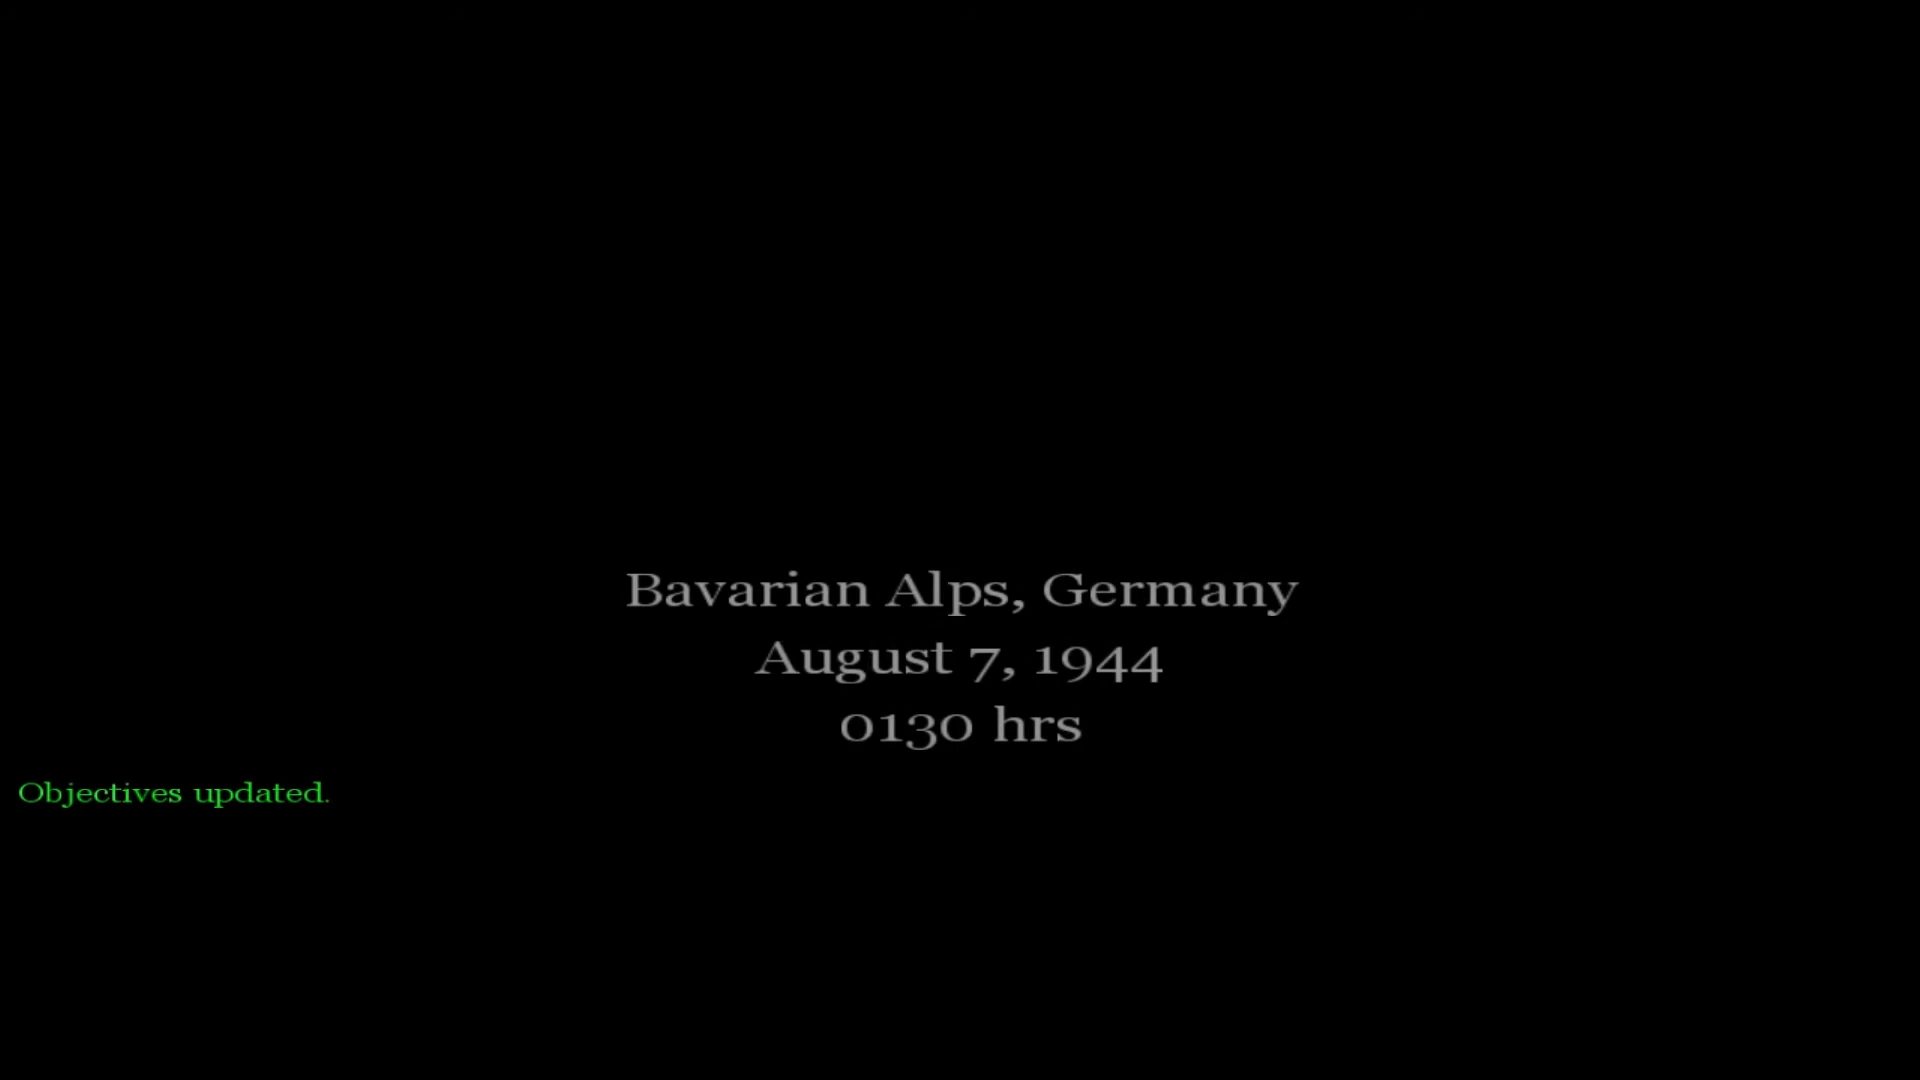 Bavarian Alps, Germany
August 7, 1944
0130 hrs
Objectives updated.